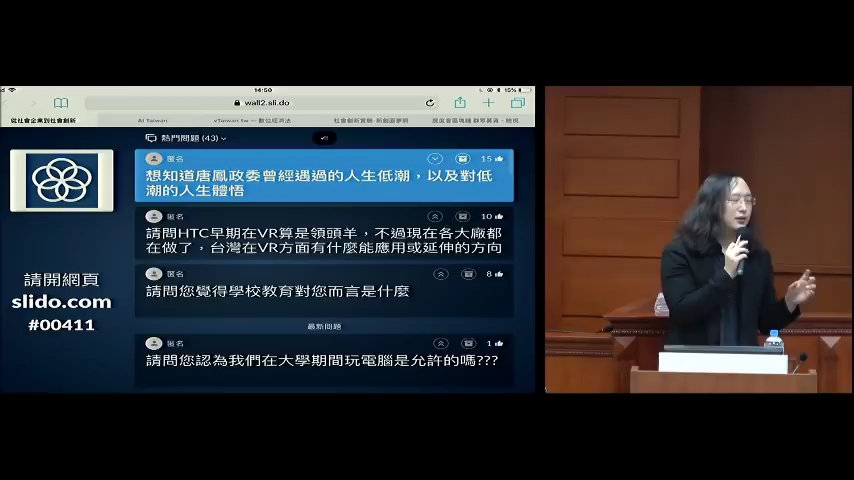 14:50
15%
wall2.sli.do
從社會企業到社會創新
AI Taiwan
vTaiwan.tw — 數位經濟法
熱門問題 (43)
匿名
15
想知道唐鳳政委曾經遇過的人生低潮，以及對低
潮的人生體悟
匿名
10
請問HTC早期在VR算是領頭羊，不過現在各大廠都
在做了，台灣在VR方面有什麼能應用或延伸的方向
匿名
8
請問您覺得學校教育對您而言是什麼
最新問題
匿名
1
請問您認為我們在大學期間玩電腦是允許的嗎???
請開網頁
slido.com
#00411